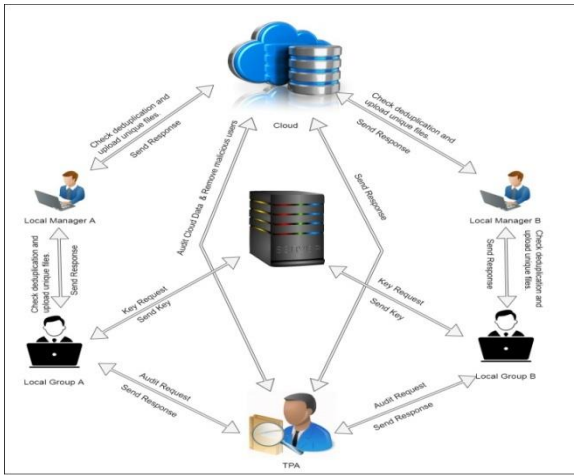 Cloud
Check deduplication and
upload unique files.
Send Response
Check deduplication and
upload unique files.
Send Response
Audit Cloud Data & Remove malicious users
Send Response
Local Manager A
Local Manager B
Check deduplication and
upload unique files.
Send Response
Send Response
Check deduplication and
upload unique files.
Key Request
Send Key
Key Request
Send Key
Local Group A
Local Group B
Audit Request
Send Response
Audit Request
Send Response
TPA